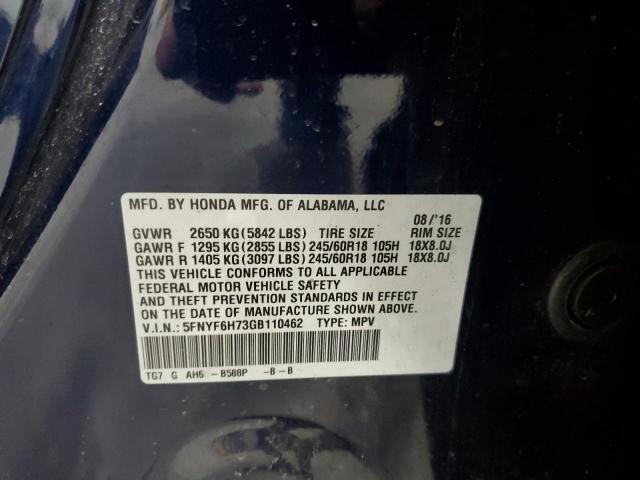 MFD. BY HONDA MFG. OF ALABAMA, LLC 08/'16
GVWR 2650 KG (5842 LBS) TIRE SIZE RIM SIZE
GAWR F 1295 KG (2855 LBS) 245/60R18 105H 18X8.0J
GAWR R 1405 KG (3097 LBS) 245/60R18 105H 18X8.0J
THIS VEHICLE CONFORMS TO ALL APPLICABLE
FEDERAL MOTOR VEHICLE SAFETY
AND THEFT PREVENTION STANDARDS IN EFFECT
ON THE DATE OF MANUFACTURE SHOWN ABOVE.
V.I.N.: 5FNYF6H73GB110462 TYPE: MPV
TG7 G AH6 - B588P -B-B